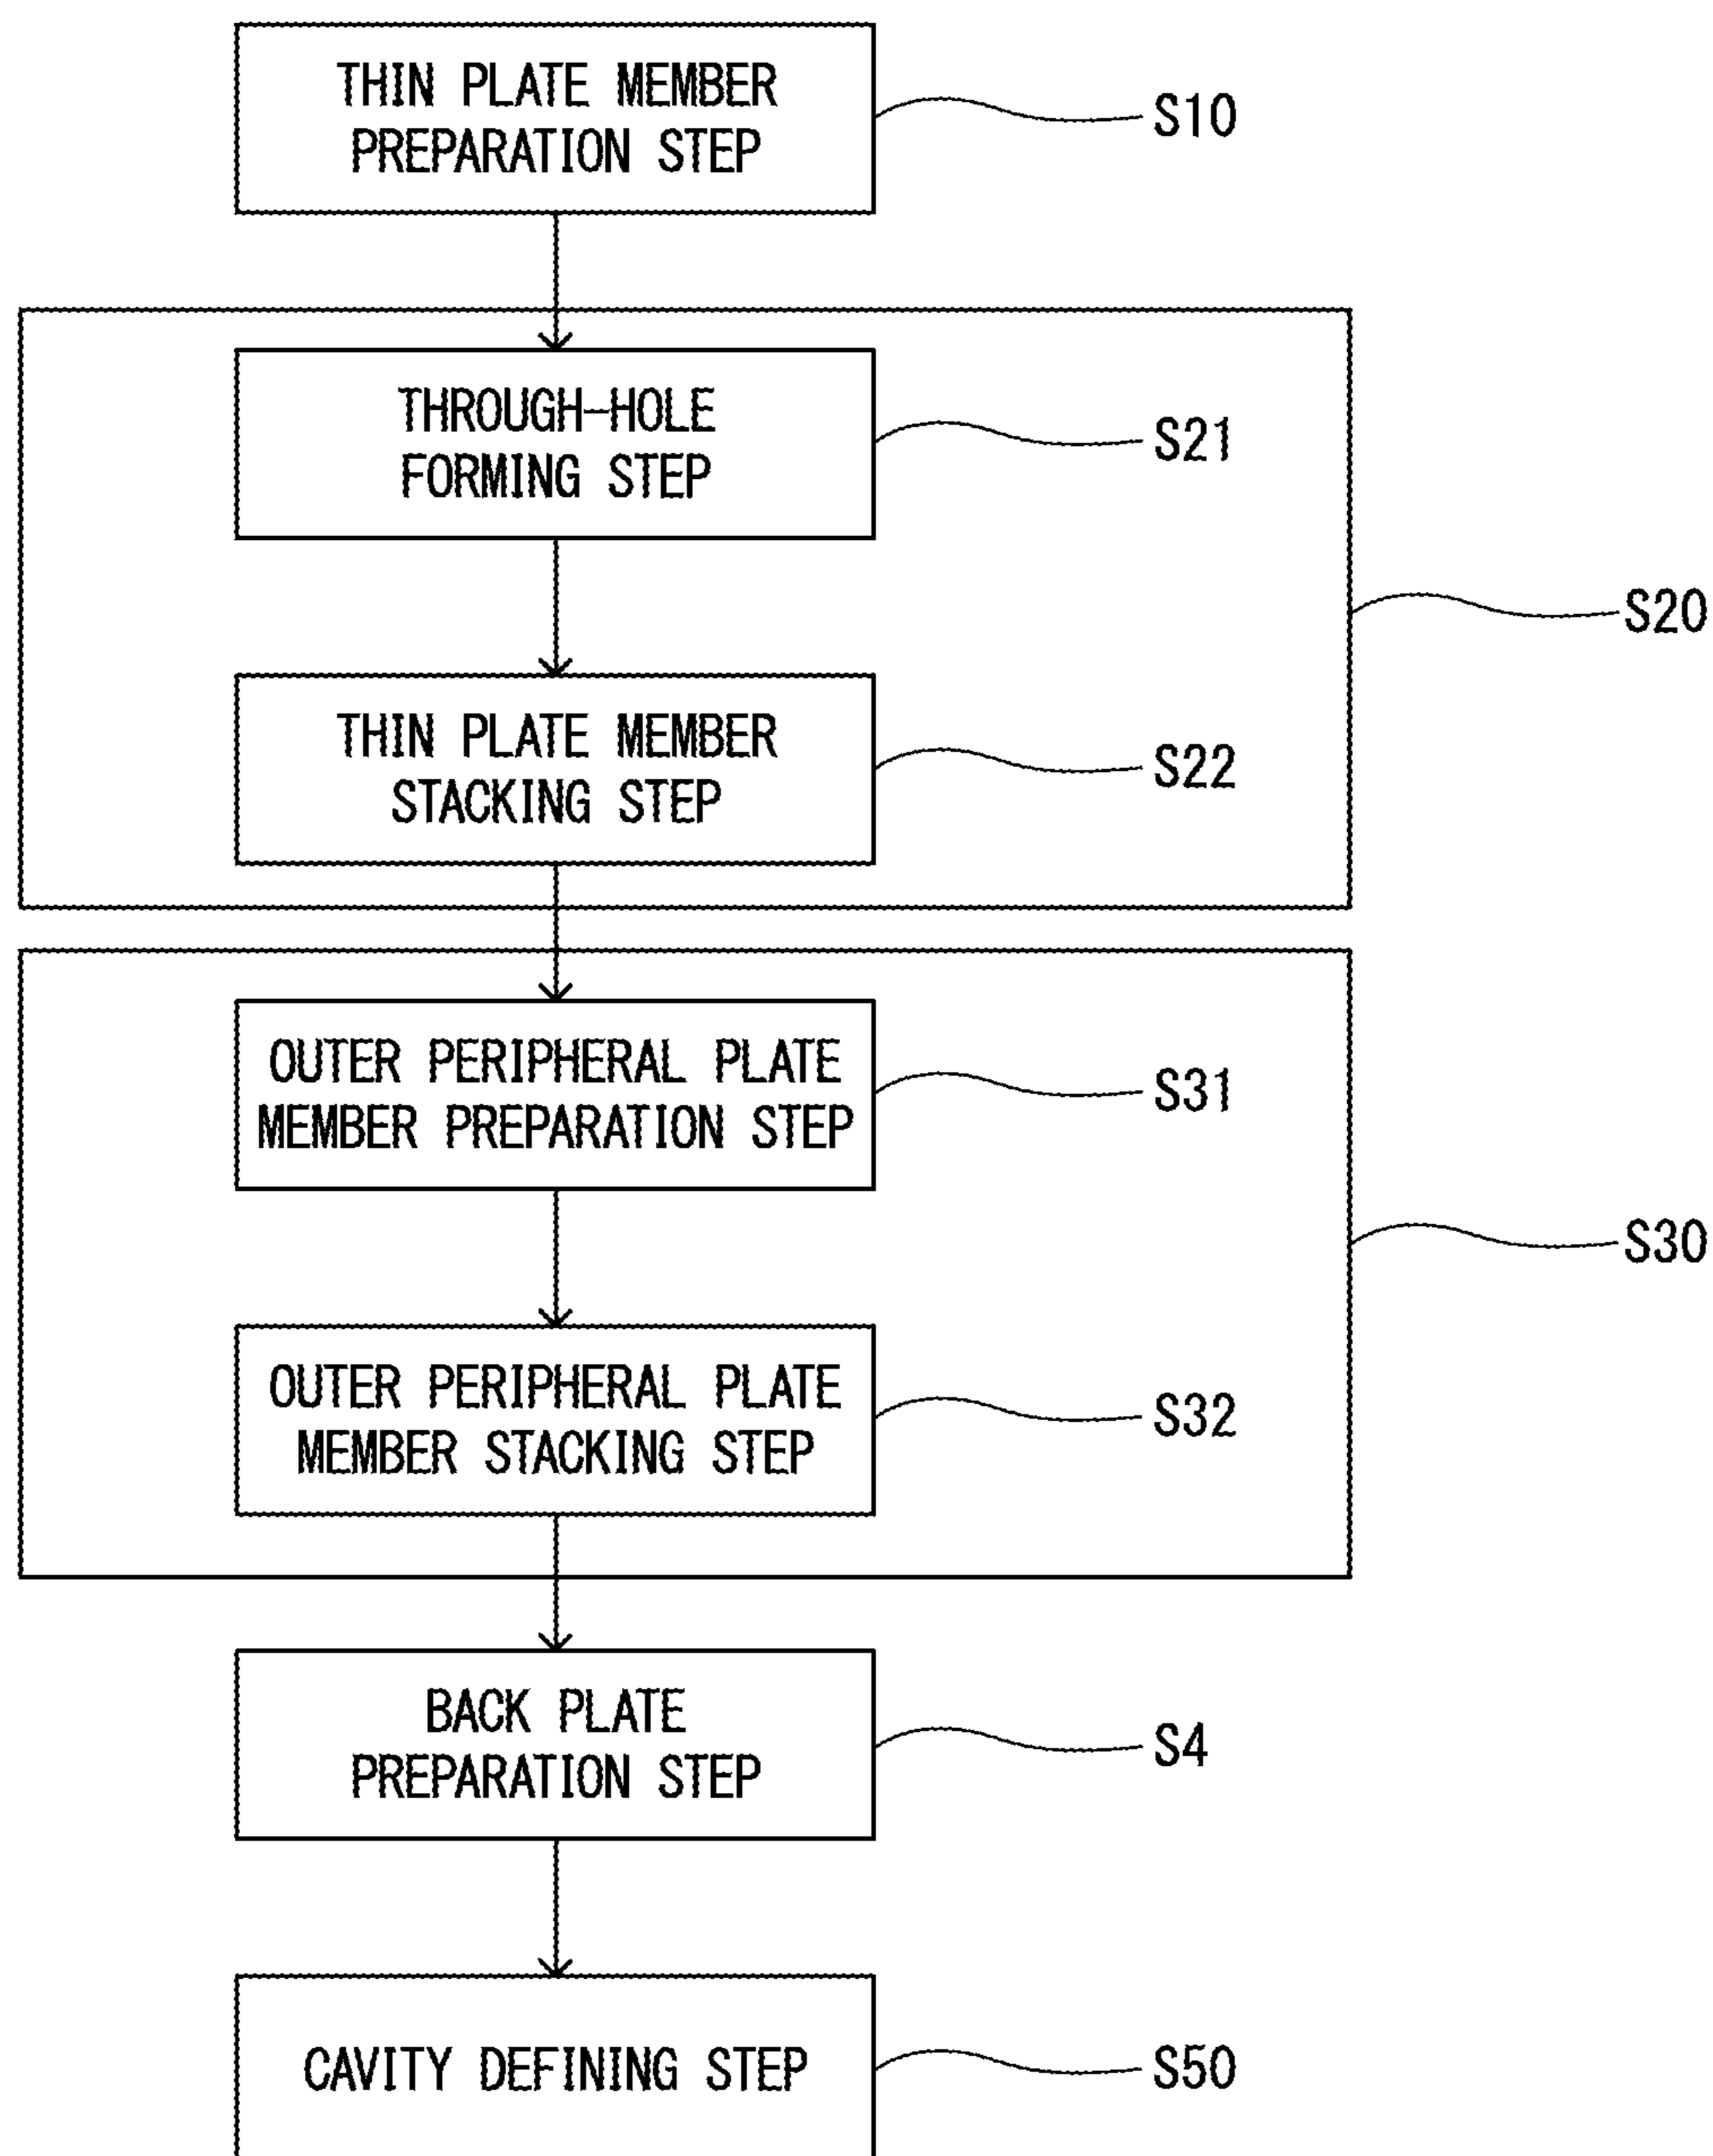 THIN PLATE MEMBER
PREPARATION STEP
S10
THROUGH-HOLE
FORMING STEP
S21
S20
THIN PLATE MEMBER
STACKING STEP
S22
OUTER PERIPHERAL PLATE
MEMBER PREPARATION STEP
S31
S30
OUTER PERIPHERAL PLATE
MEMBER STACKING STEP
S32
BACK PLATE
PREPARATION STEP
S4
CAVITY DEFINING STEP
S50